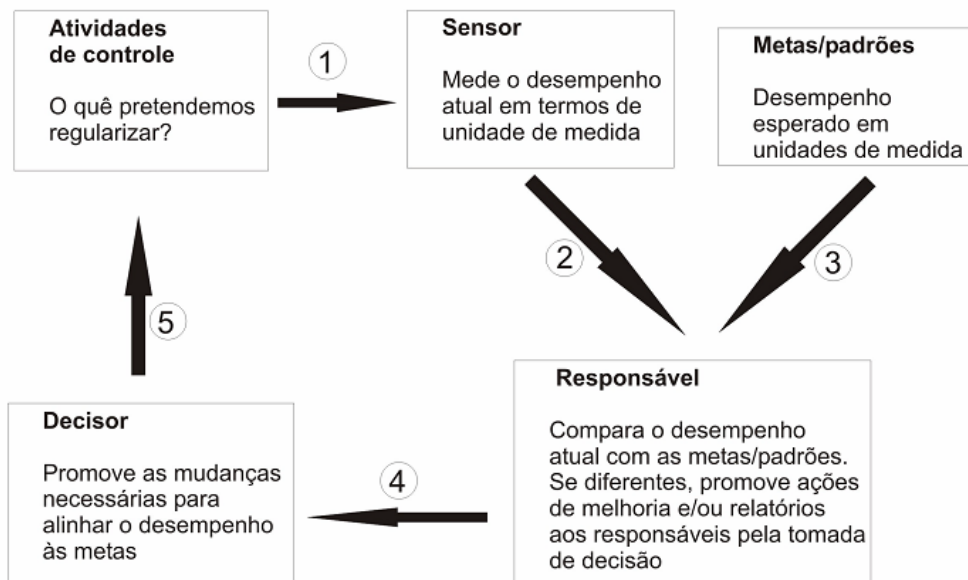 Atividades
de controle
O quê pretendemos
regularizar?
1
Sensor
Mede o desempenho
atual em termos de
unidade de medida
Metas/padrões
Desempenho
esperado em
unidades de medida
2
3
5
Decisor
Promove as mudanças
necessárias para
alinhar o desempenho
às metas
4
Responsável
Compara o desempenho
atual com as metas/padrões.
Se diferentes, promove ações
de melhoria e/ou relatórios
aos responsáveis pela tomada
de decisão